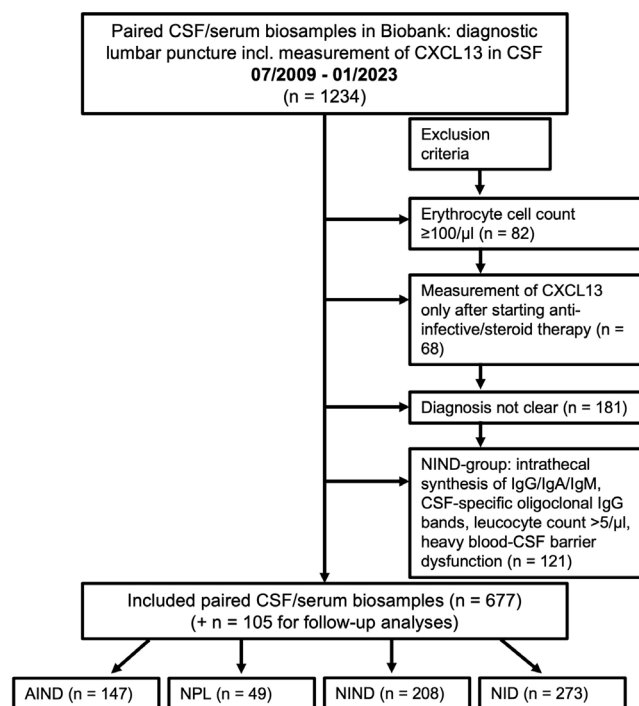 Paired CSF/serum biosamples in Biobank: diagnostic
lumbar puncture incl. measurement of CXCL13 in CSF
07/2009 - 01/2023
(n = 1234)
Exclusion
criteria
Erythrocyte cell count
≥100/µl (n = 82)
Measurement of CXCL13
only after starting anti-
infective/steroid therapy (n =
68)
Diagnosis not clear (n = 181)
NIND-group: intrathecal
synthesis of IgG/IgA/IgM,
CSF-specific oligoclonal IgG
bands, leucocyte count >5/µl,
heavy blood-CSF barrier
dysfunction (n = 121)
Included paired CSF/serum biosamples (n = 677)
(+ n = 105 for follow-up analyses)
AIND (n = 147)
NPL (n = 49)
NIND (n = 208)
NID (n = 273)